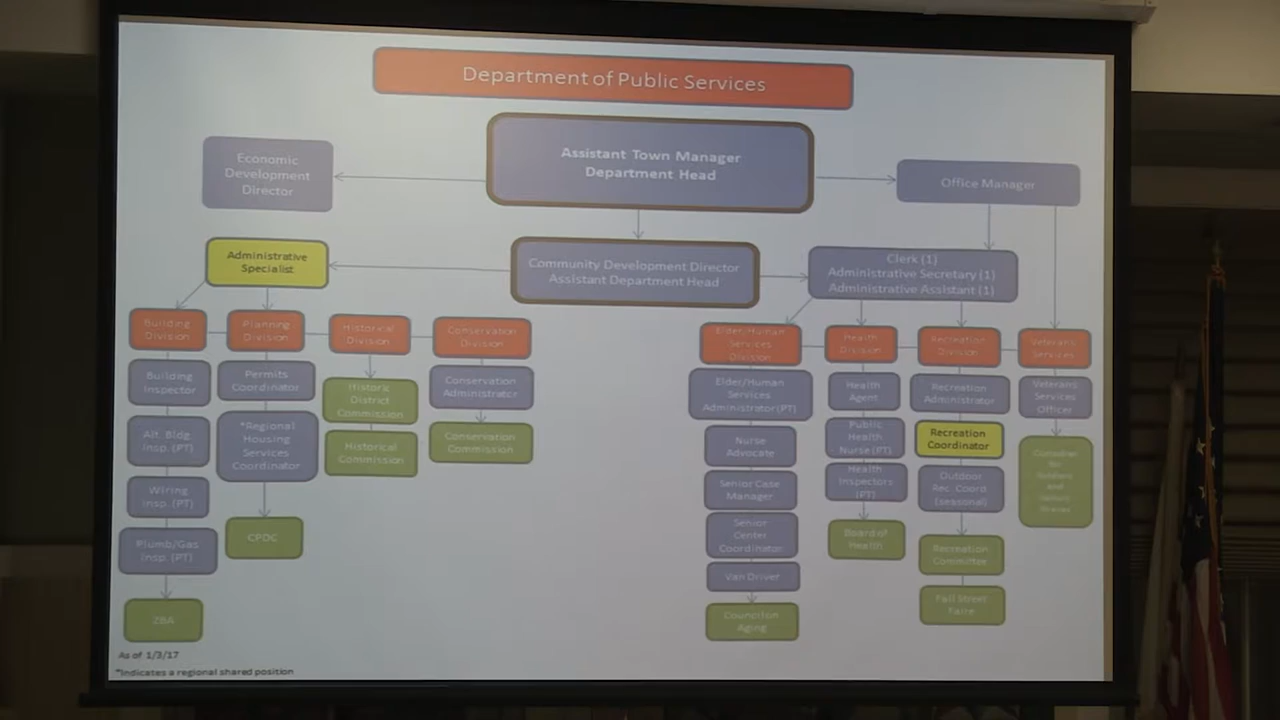 Department of Public Services
Assistant Town Manager
Department Head
Economic
Development
Director
Office Manager
Administrative
Specialist
Community Development Director
Assistant Department Head
Clerk (1)
Administrative Secretary (1)
Administrative Assistant (1)
Building
Division
Planning
Division
Historical
Division
Conservation
Division
Elder/Human
Services
Division
Health
Division
Recreation
Division
Veterans
Services
Building
Inspector
Alt. Bldg
Insp. (PT)
Wiring
Insp. (PT)
Plumb/Gas
Insp. (PT)
ZBA
Permits
Coordinator
*Regional
Housing
Services
Coordinator
CPDC
Historic
District
Commission
Historical
Commission
Conservation
Administrator
Conservation
Commission
Elder/Human
Services
Administrator (PT)
Nurse
Advocate
Senior Case
Manager
Senior
Center
Coordinator
Van Driver
Council on
Aging
Health
Agent
Public
Health
Nurse (PT)
Health
Inspectors
(PT)
Board of
Health
Recreation
Administrator
Recreation
Coordinator
Outdoor
Rec. Coord
(seasonal)
Recreation
Committee
Fall Street
Faire
Veterans
Services
Officer
As of 1/3/17
*Indicates a regional shared position